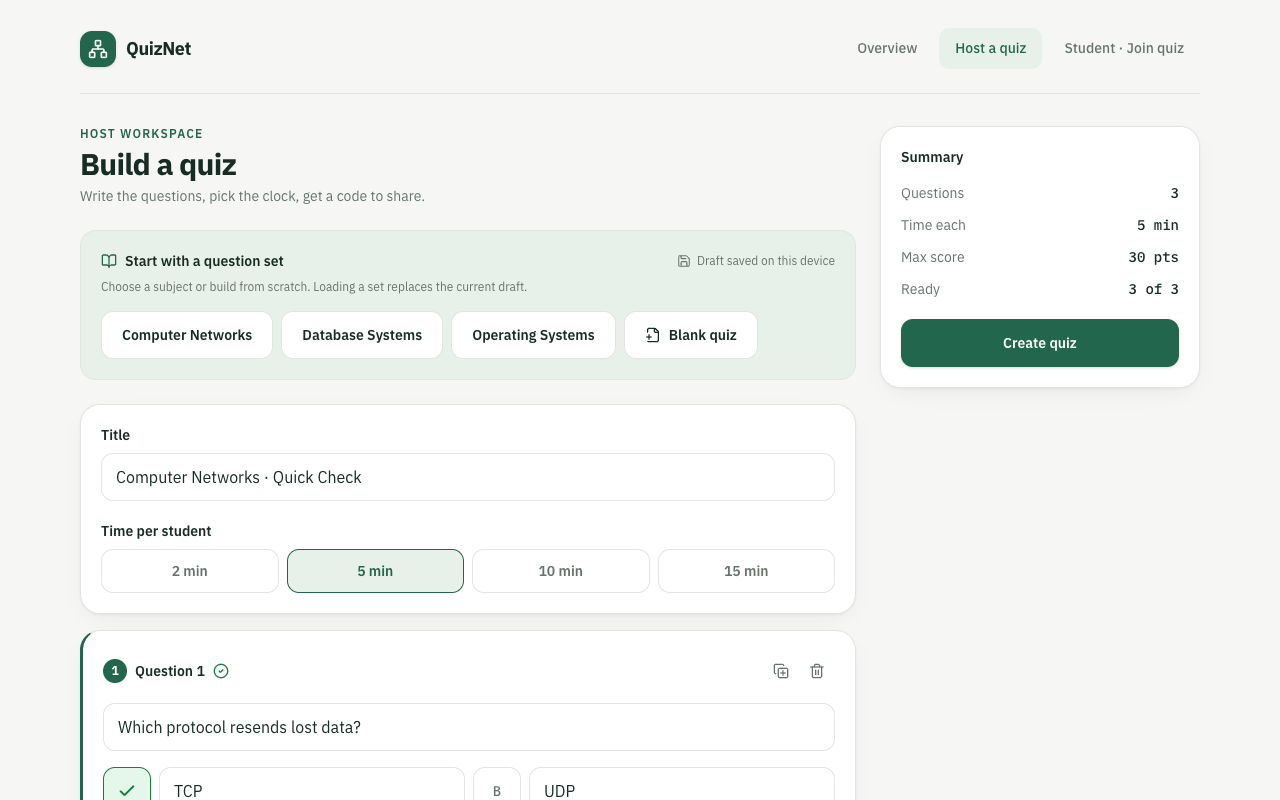 QuizNet
Overview
Host a quiz
Student · Join quiz
HOST WORKSPACE
Build a quiz
Write the questions, pick the clock, get a code to share.
Start with a question set
Draft saved on this device
Choose a subject or build from scratch. Loading a set replaces the current draft.
Computer Networks
Database Systems
Operating Systems
Blank quiz
Title
Computer Networks · Quick Check
Time per student
2 min
5 min
10 min
15 min
1 Question 1
Which protocol resends lost data?
TCP
B
UDP
Summary
Questions 3
Time each 5 min
Max score 30 pts
Ready 3 of 3
Create quiz